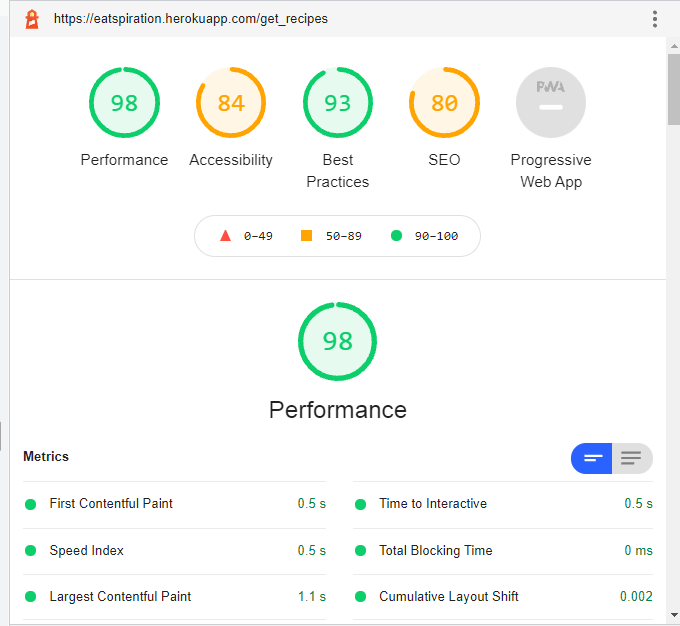 https://eatspiration.herokuapp.com/get_recipes
98 84 93 80 PWA
Performance Accessibility Best Practices SEO Progressive Web App
0–49 50–89 90–100
98
Performance
Metrics
First Contentful Paint 0.5 s
Time to Interactive 0.5 s
Speed Index 0.5 s
Total Blocking Time 0 ms
Largest Contentful Paint 1.1 s
Cumulative Layout Shift 0.002